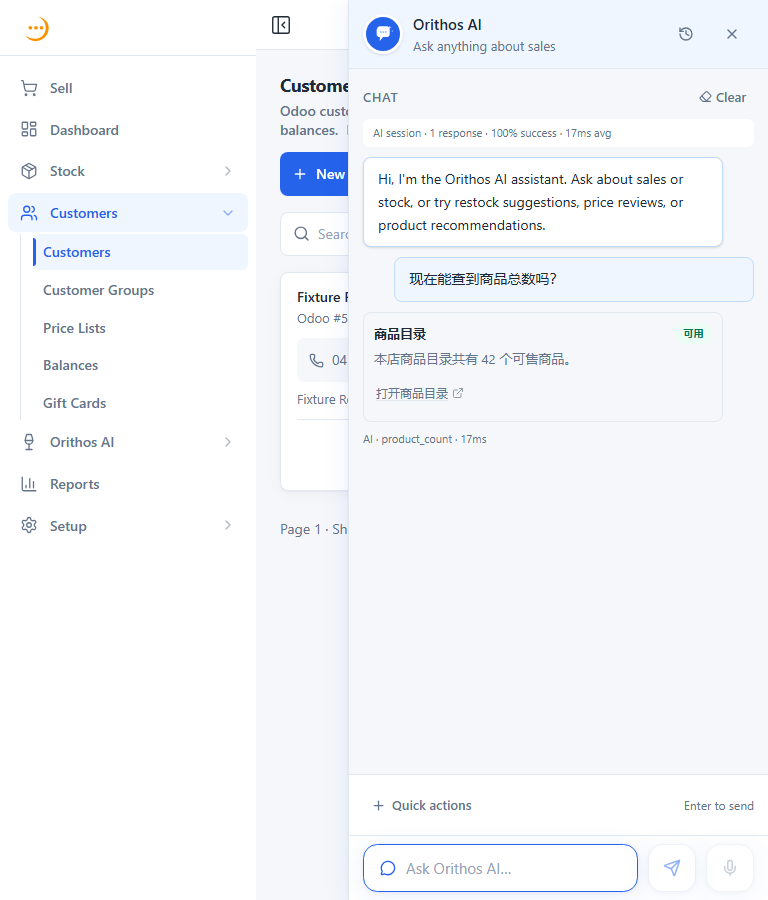 Sell
Dashboard
Stock
Customers
Customers
Customer Groups
Price Lists
Balances
Gift Cards
Orithos AI
Reports
Setup
Odoo
balances.
New
Fixture
Odoo #5
04
Fixture
Page 1 · Sh
Orithos AI
Ask anything about sales
CHAT
Clear
AI session · 1 response · 100% success · 17ms avg
Hi, I'm the Orithos AI assistant. Ask about sales or
stock, or try restock suggestions, price reviews, or
product recommendations.
现在能查到商品总数吗?
商品目录
可用
本店商品目录共有 42 个可售商品。
打开商品目录
AI · product_count · 17ms
Quick actions
Enter to send
Ask Orithos AI...